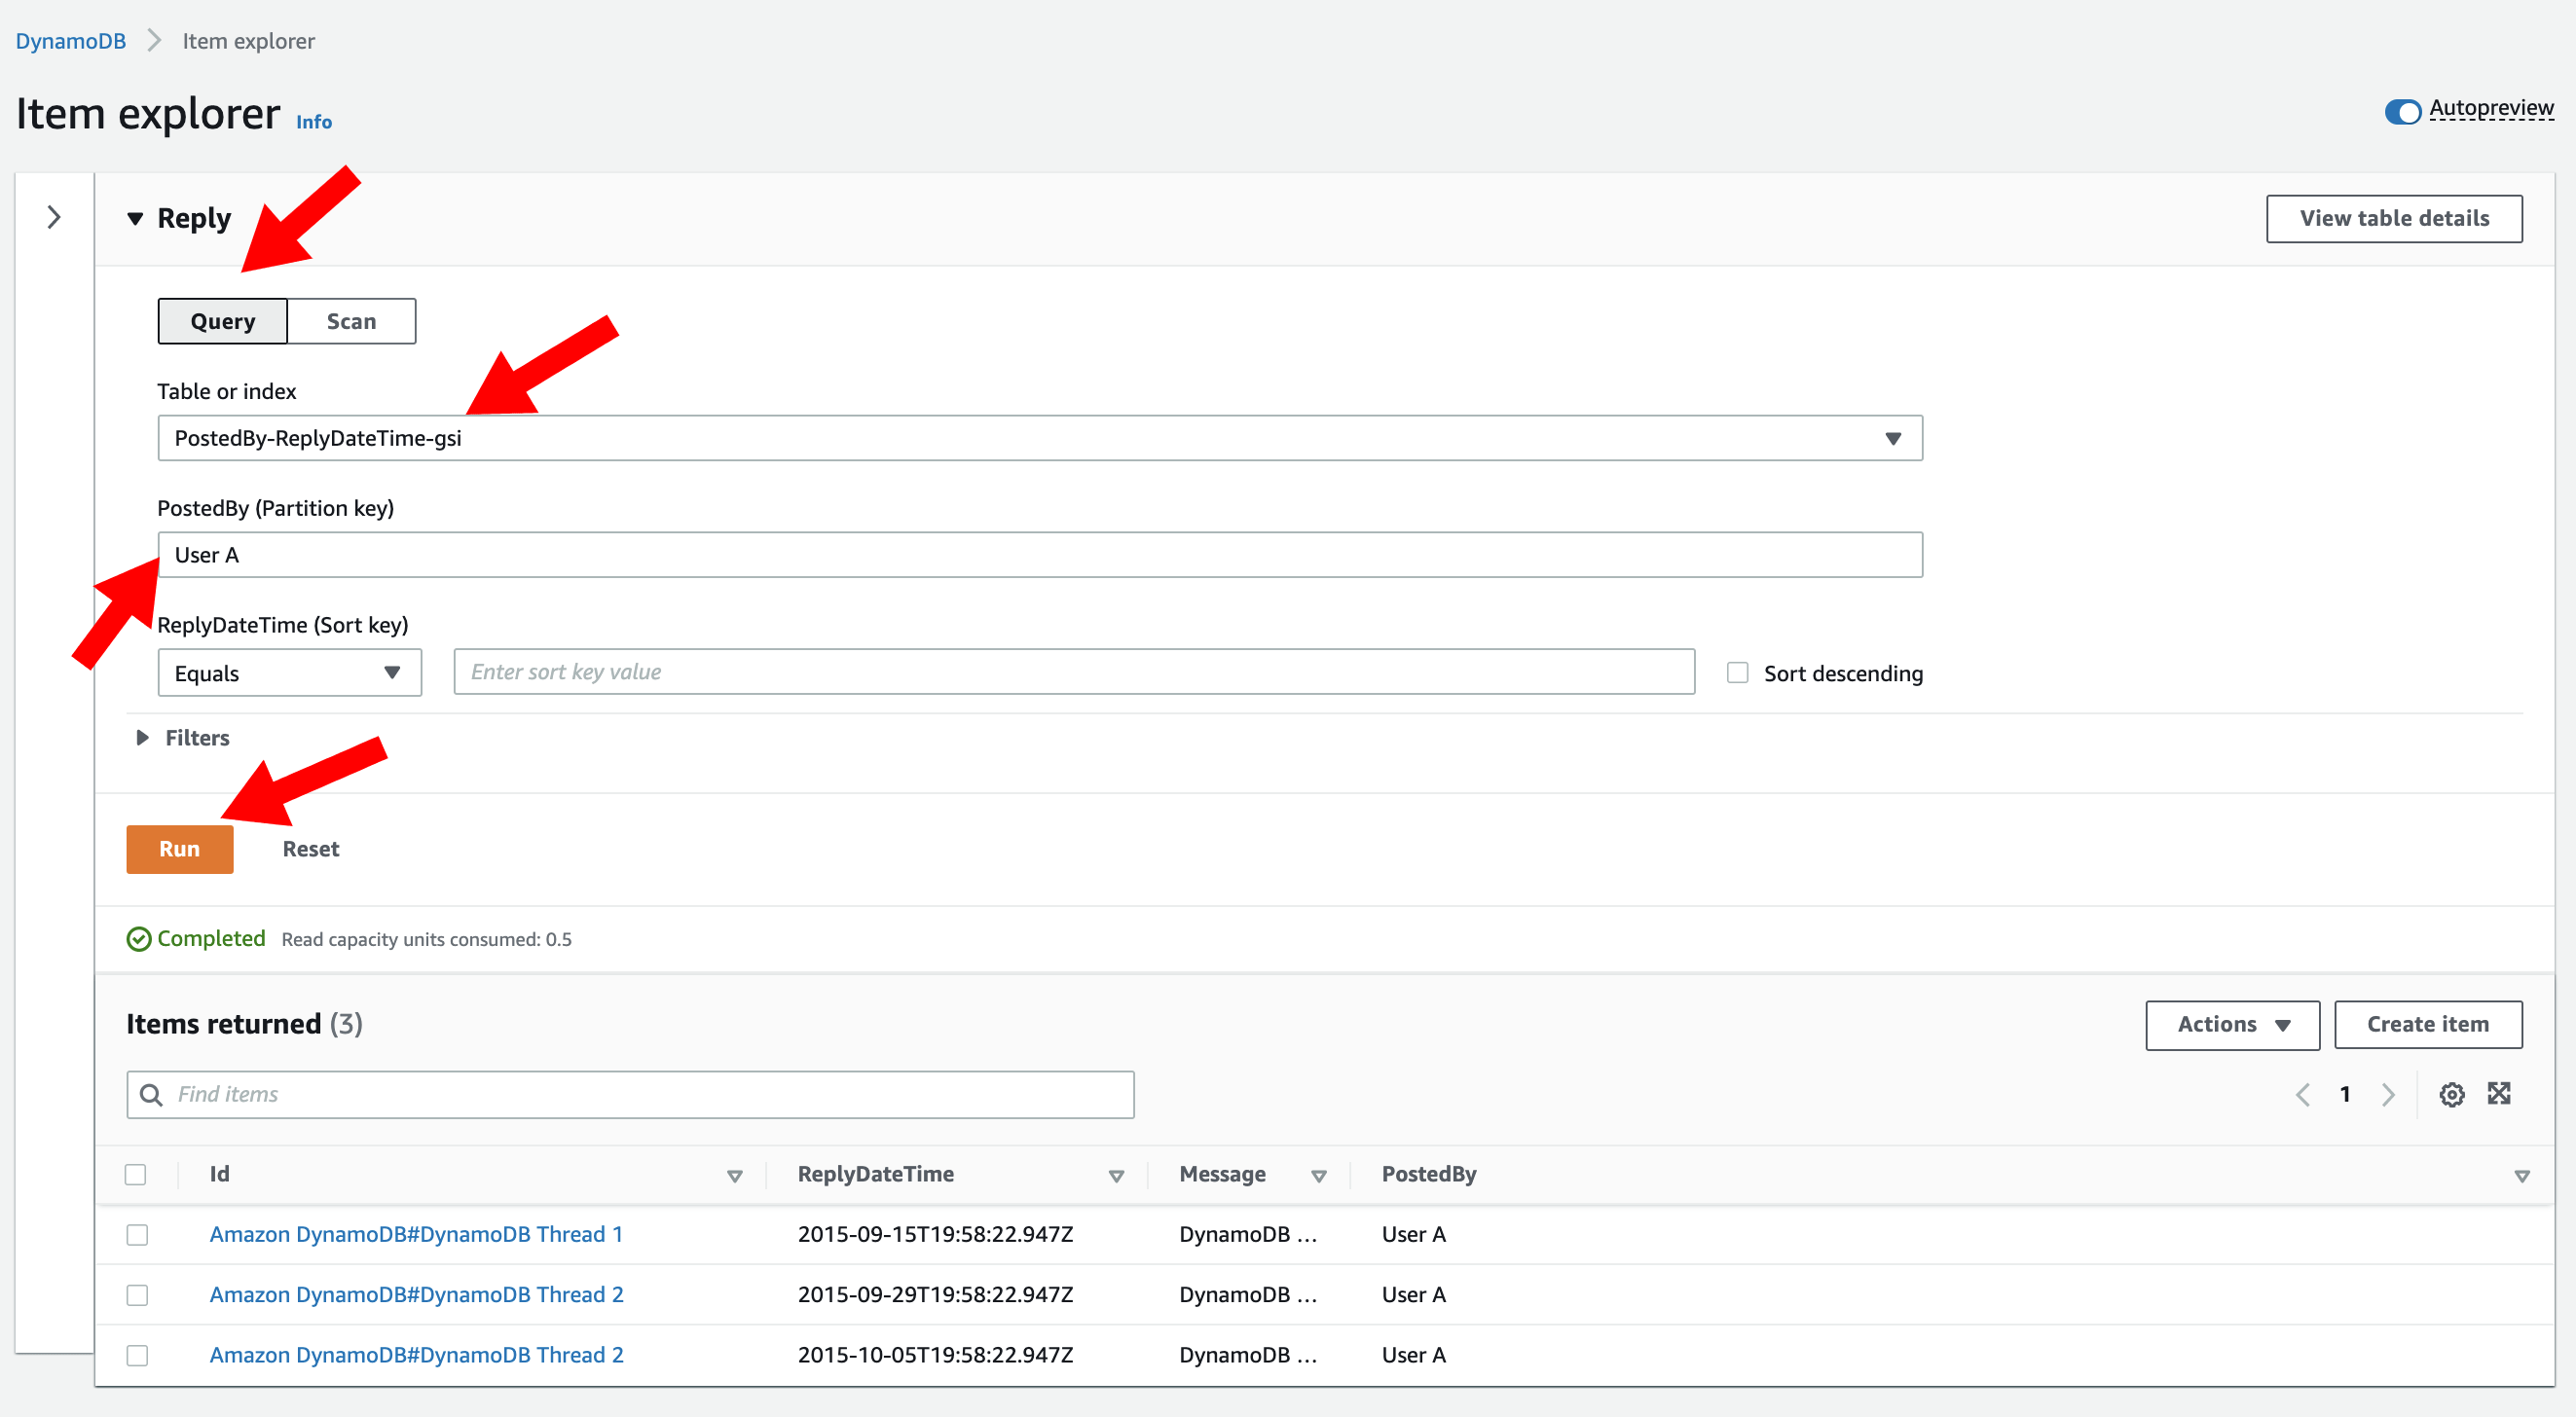 DynamoDB > Item explorer
Item explorer Info
Autopreview
Reply
View table details
Query Scan
Table or index
PostedBy-ReplyDateTime-gsi
PostedBy (Partition key)
User A
ReplyDateTime (Sort key)
Equals Enter sort key value Sort descending
Filters
Run Reset
Completed Read capacity units consumed: 0.5
Items returned (3)
Actions Create item
Find items
1
Id ReplyDateTime Message PostedBy
Amazon DynamoDB#DynamoDB Thread 1 2015-09-15T19:58:22.947Z DynamoDB ... User A
Amazon DynamoDB#DynamoDB Thread 2 2015-09-29T19:58:22.947Z DynamoDB ... User A
Amazon DynamoDB#DynamoDB Thread 2 2015-10-05T19:58:22.947Z DynamoDB ... User A